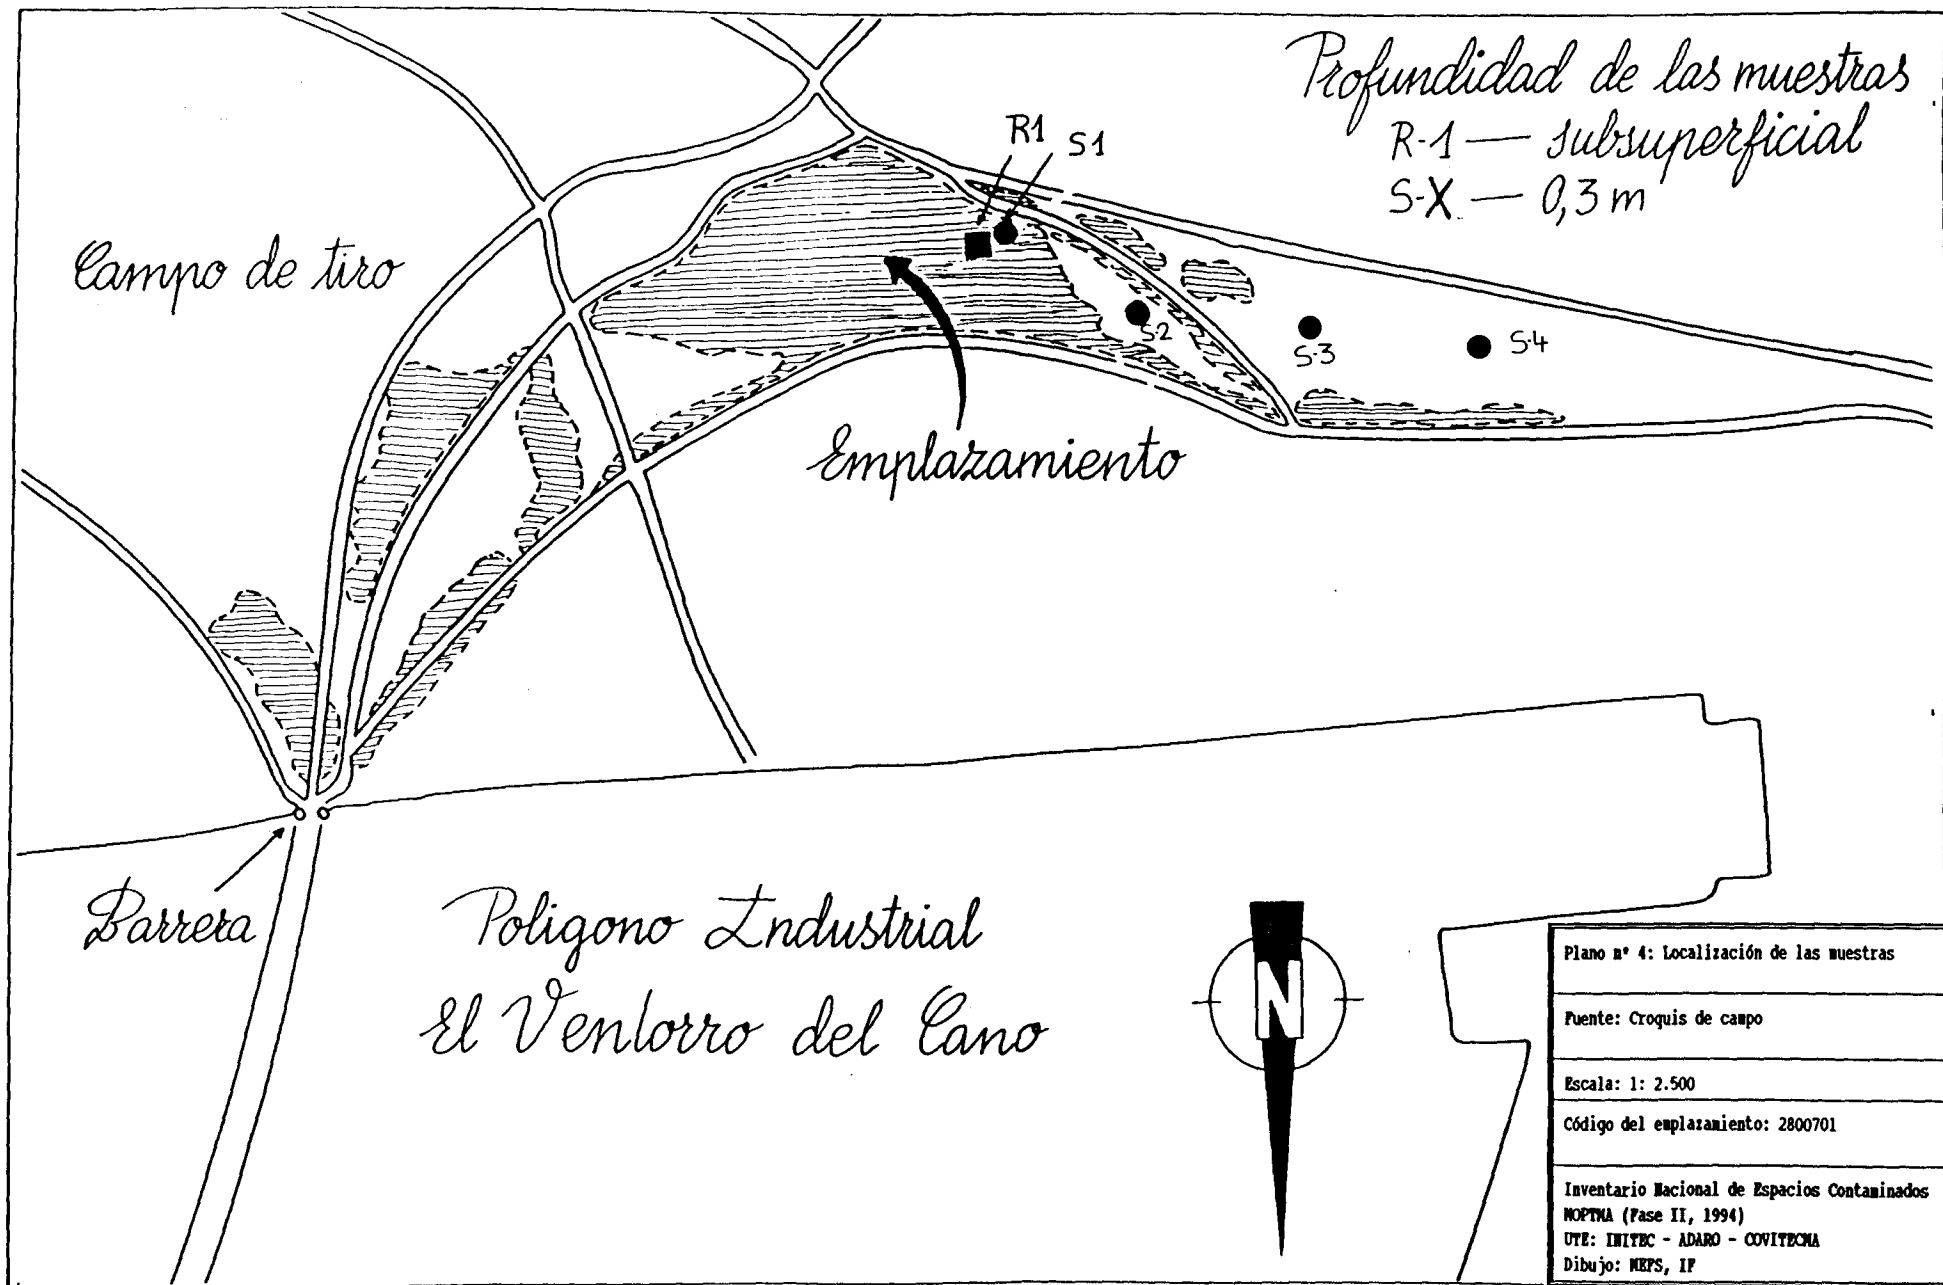 Profundidad de las muestras
R-1 — subsuperficial
S-X — 0,3 m
R1
S1
Campo de tiro
S-2
S-3
S-4
Emplazamiento
Barrera
Poligono Industrial
El Ventorro del Cano
N
Plano nº 4: Localización de las muestras
Fuente: Croquis de campo
Escala: 1: 2.500
Código del emplazamiento: 2800701
Inventario Nacional de Espacios Contaminados
MOPTMA (Fase II, 1994)
UTE: INITEC - ADARO - COVITECMA
Dibujo: MEPS, IP